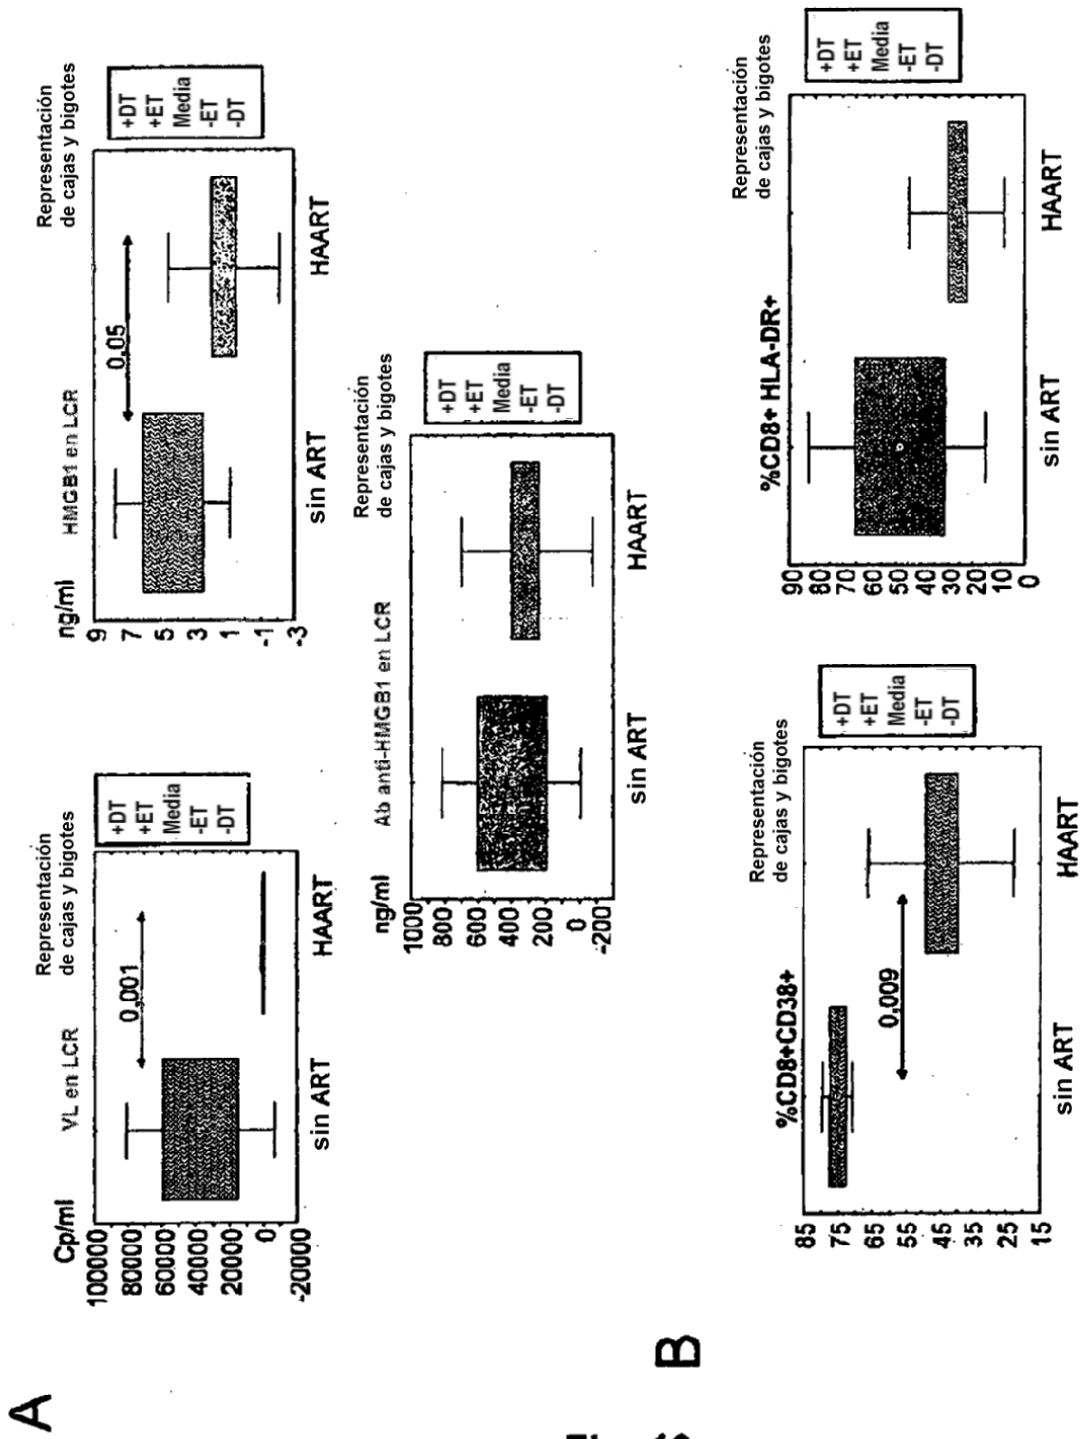 A
VL en LCR
Representación
de cajas y bigotes
Cp/ml
100000
80000
60000
40000
20000
0
-20000
0,001
sin ART
HAART
+DT
+ET
Media
-ET
-DT
HMGB1 en LCR
Representación
de cajas y bigotes
ng/ml
9
7
5
3
1
-1
-3
0,05
sin ART
HAART
+DT
+ET
Media
-ET
-DT
Ab anti-HMGB1 en LCR
Representación
de cajas y bigotes
ng/ml
1000
800
600
400
200
0
-200
sin ART
HAART
+DT
+ET
Media
-ET
-DT
B
%CD8+CD38+
Representación
de cajas y bigotes
85
75
65
55
45
35
25
15
0,009
sin ART
HAART
+DT
+ET
Media
-ET
-DT
%CD8+ HLA-DR+
Representación
de cajas y bigotes
90
80
70
60
50
40
30
20
10
0
sin ART
HAART
+DT
+ET
Media
-ET
-DT